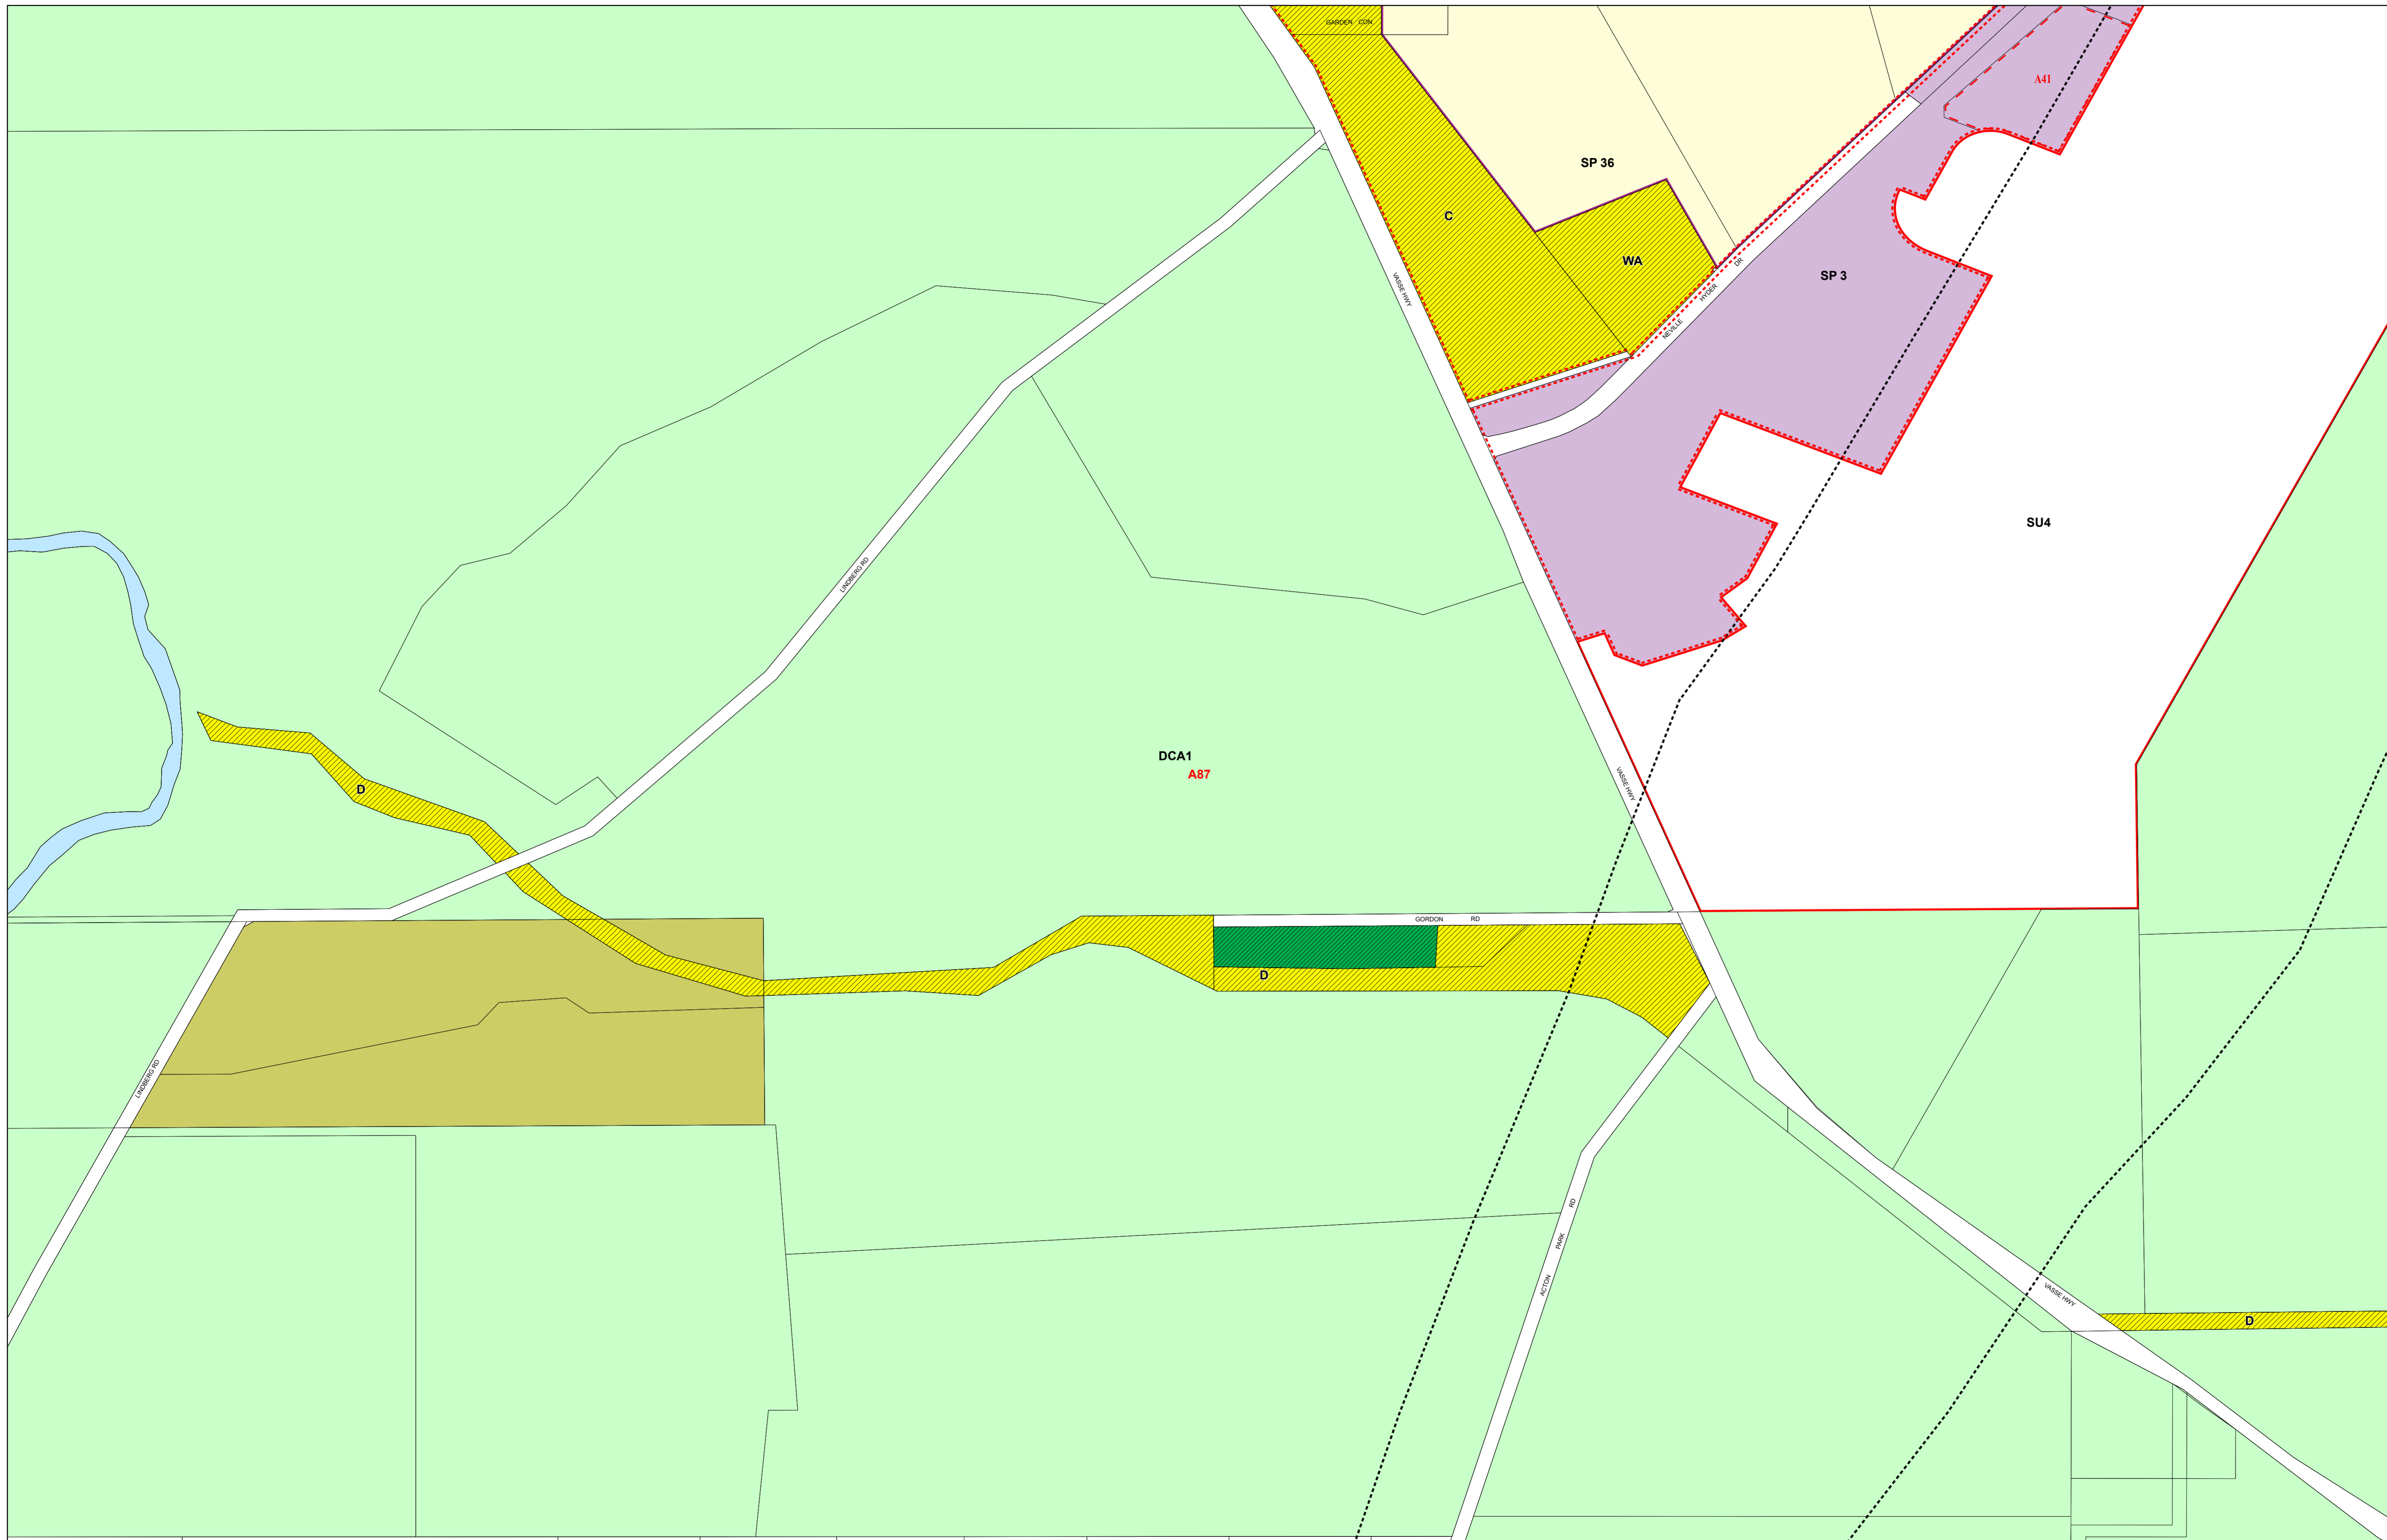 GARDEN CON
A41
SP 36
C
WA
SP 3
NEVILLE HYDER DR
VASSE HWY
SU4
LINDBERG RD
DCA1
A87
VASSE HWY
D
GORDON RD
D
LINDBERG RD
ACTON PARK RD
VASSE HWY
D